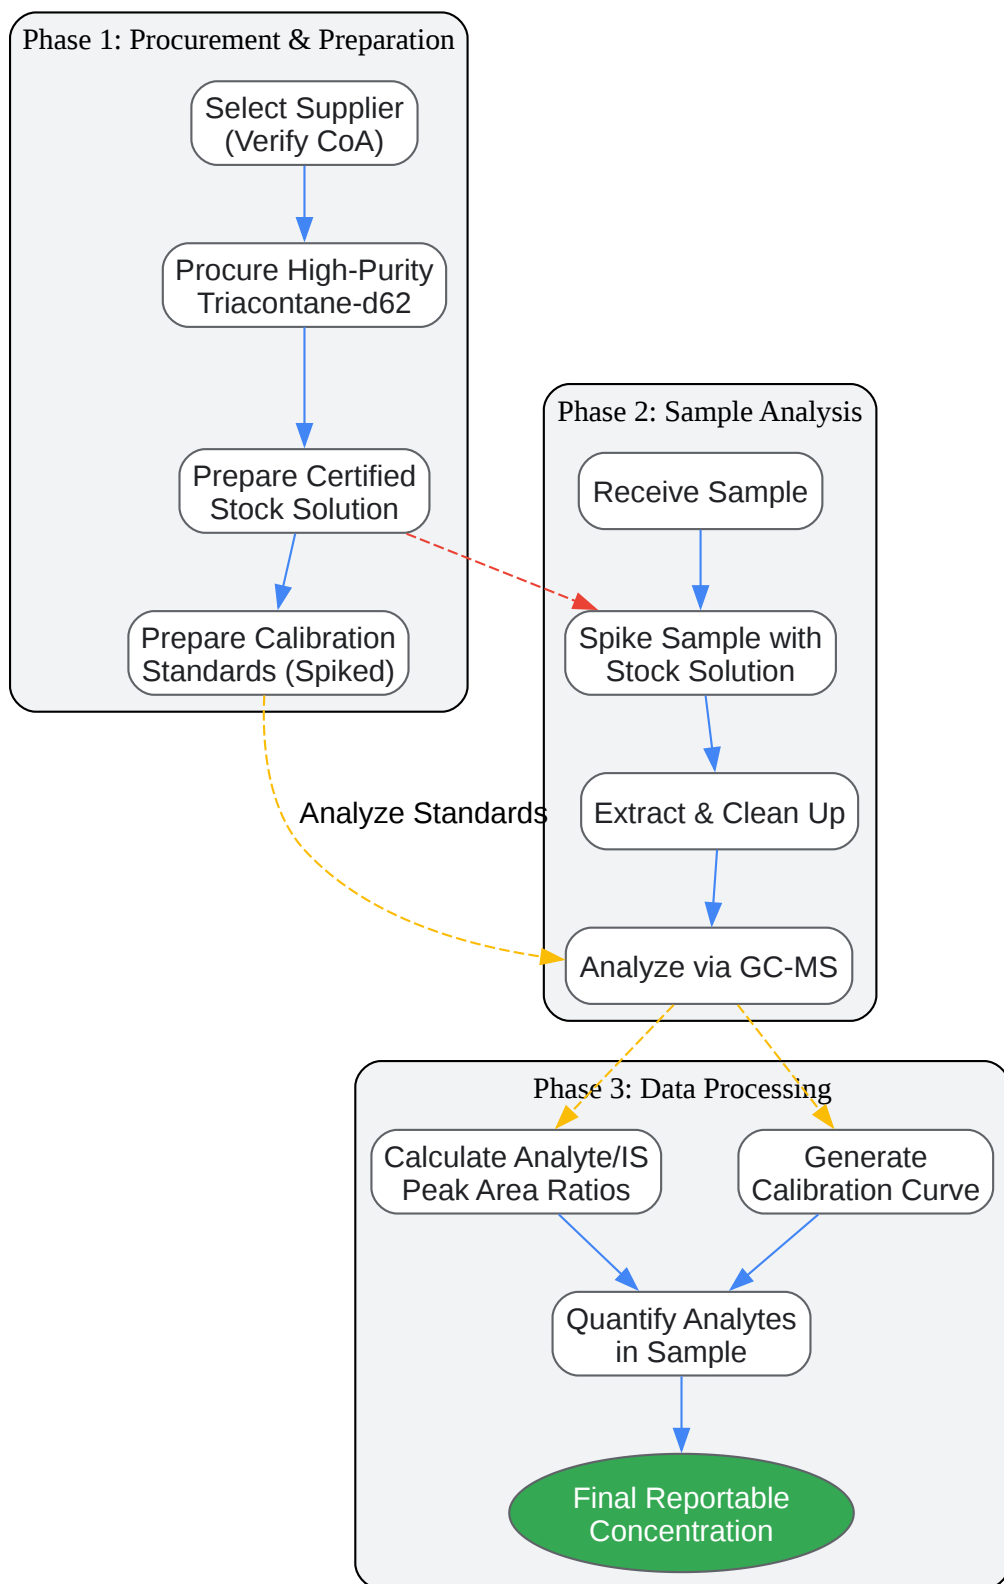 Phase 1: Procurement & Preparation
Select Supplier
(Verify CoA)
Procure High-Purity
Triacontane-d62
Prepare Certified
Stock Solution
Prepare Calibration
Standards (Spiked)
Phase 2: Sample Analysis
Receive Sample
Spike Sample with
Stock Solution
Extract & Clean Up
Analyze Standards
Analyze via GC-MS
Phase 3: Data Processing
Calculate Analyte/IS
Peak Area Ratios
Generate
Calibration Curve
Quantify Analytes
in Sample
Final Reportable
Concentration